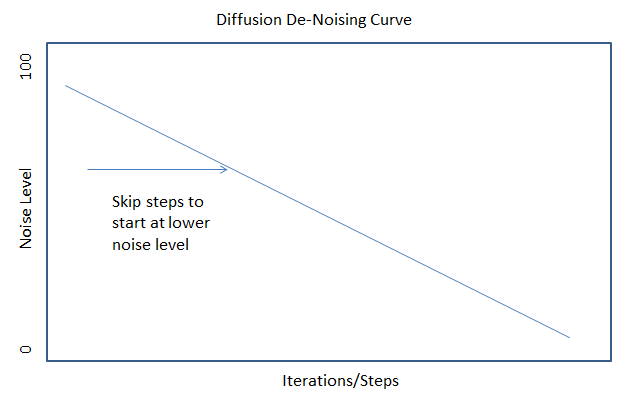 Diffusion De-Noising Curve
100
Noise Level
0
Skip steps to
start at lower
noise level
Iterations/Steps